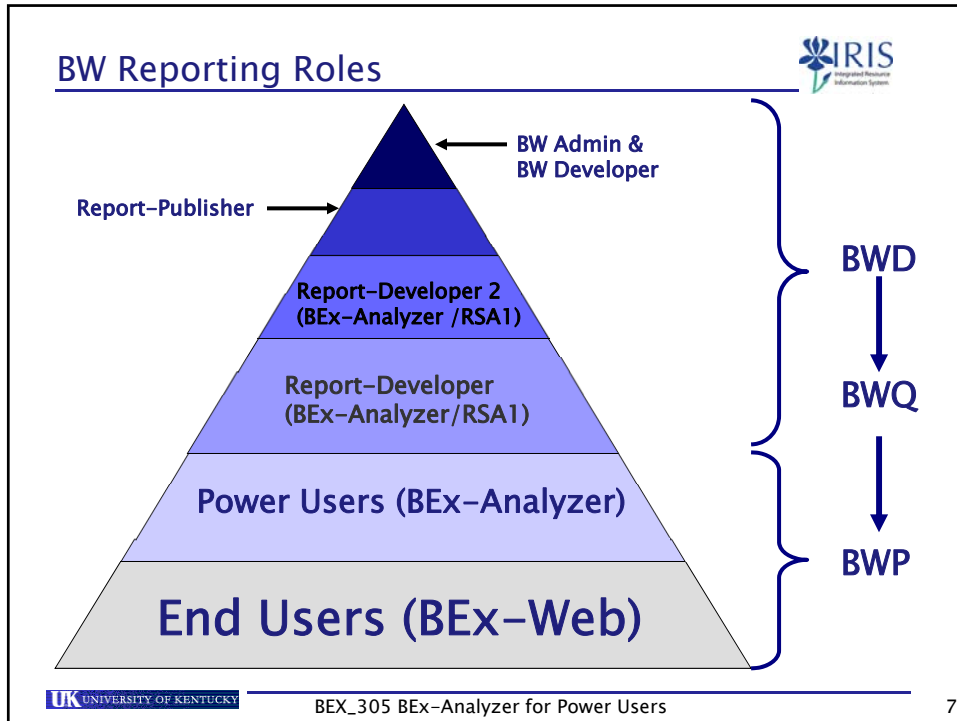 BW Reporting Roles
IRIS
Integrated Resource
Information System
BW Admin &
BW Developer
Report-Publisher
Report-Developer 2
(BEx-Analyzer /RSA1)
Report-Developer
(BEx-Analyzer/RSA1)
Power Users (BEx-Analyzer)
End Users (BEx-Web)
BWD
BWQ
BWP
UK UNIVERSITY OF KENTUCKY
BEX_305 BEx-Analyzer for Power Users
7